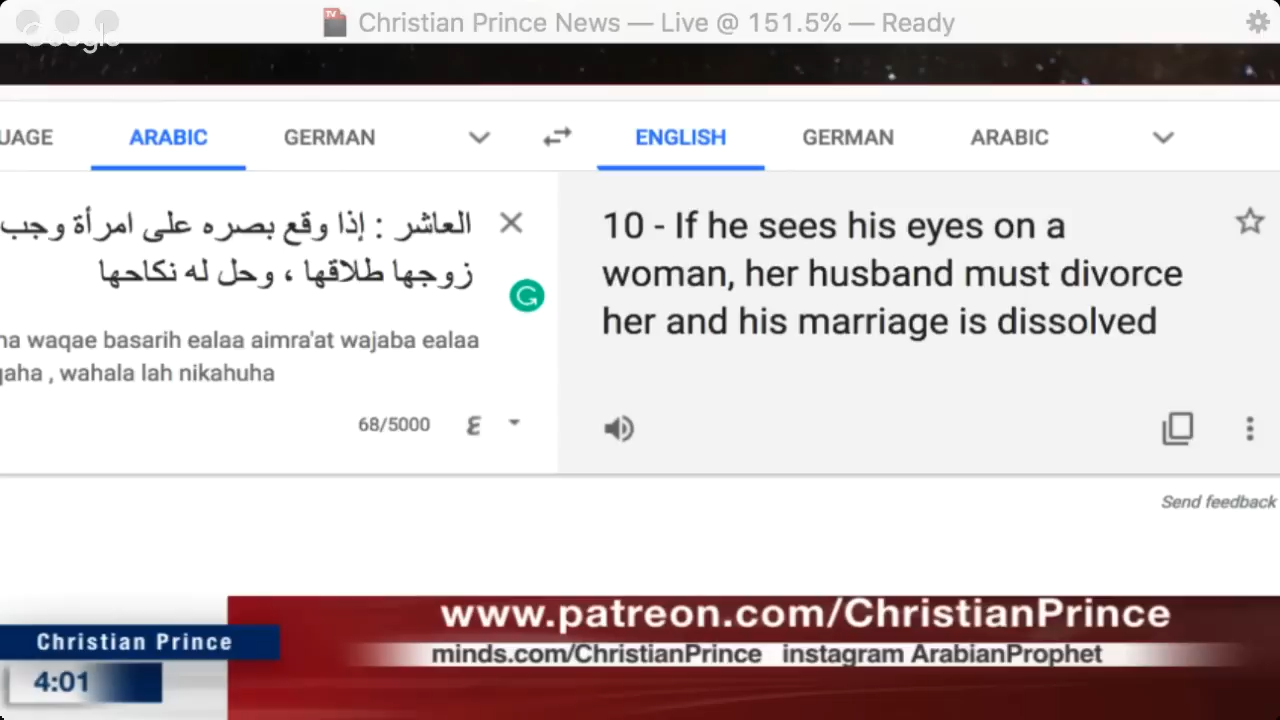 Christian Prince News — Live @ 151.5% — Ready
Google
UAGE ARABIC GERMAN ENGLISH GERMAN ARABIC
العاشر : إذا وقع بصره على امرأة وجب
زوجها طلاقها ، وحل له نكاحها
na waqae basarih ealaa aimra'at wajaba ealaa
qaha , wahala lah nikahuha
68/5000
10 - If he sees his eyes on a
woman, her husband must divorce
her and his marriage is dissolved
Send feedback
www.patreon.com/ChristianPrince
minds.com/ChristianPrince instagram ArabianProphet
Christian Prince
4:01